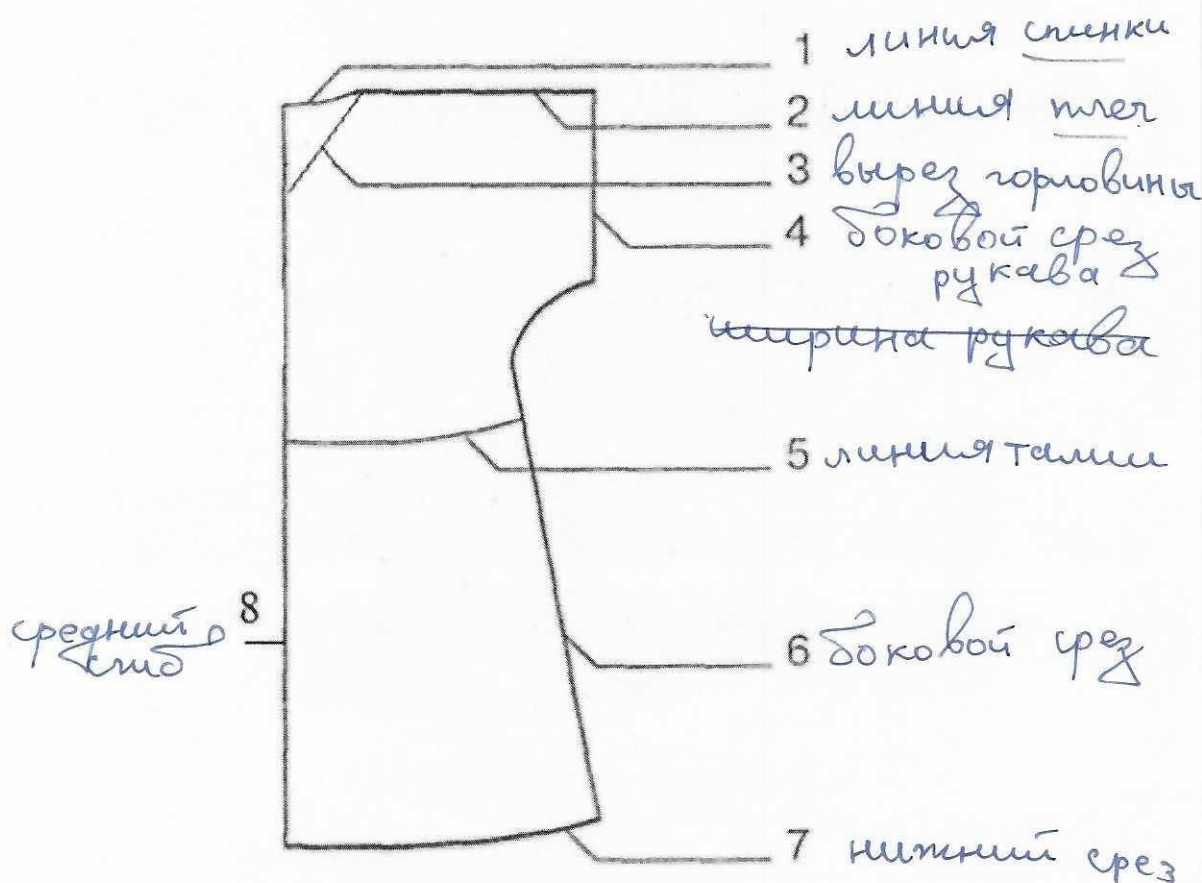 1 линия спинки
2 линия плеч
3 вырез горловины
4 боковой срез
рукава
ширина рукава
5 линия талии
8
средний
сгиб
6 боковой срез
7 нижний срез